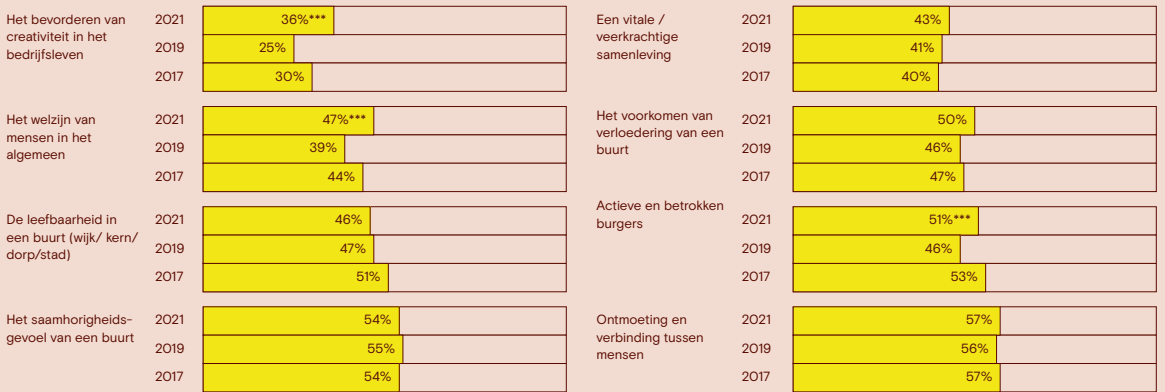 Het bevorderen van
creativiteit in het
bedrijfsleven
2021 36%***
2019 25%
2017 30%
Het welzijn van
mensen in het
algemeen
2021 47%***
2019 39%
2017 44%
De leefbaarheid in
een buurt (wijk/ kern/
dorp/stad)
2021 46%
2019 47%
2017 51%
Het saamhorigheids-
gevoel van een buurt
2021 54%
2019 55%
2017 54%
Een vitale /
veerkrachtige
samenleving
2021 43%
2019 41%
2017 40%
Het voorkomen van
verloedering van een
buurt
2021 50%
2019 46%
2017 47%
Actieve en betrokken
burgers
2021 51%***
2019 46%
2017 53%
Ontmoeting en
verbinding tussen
mensen
2021 57%
2019 56%
2017 57%